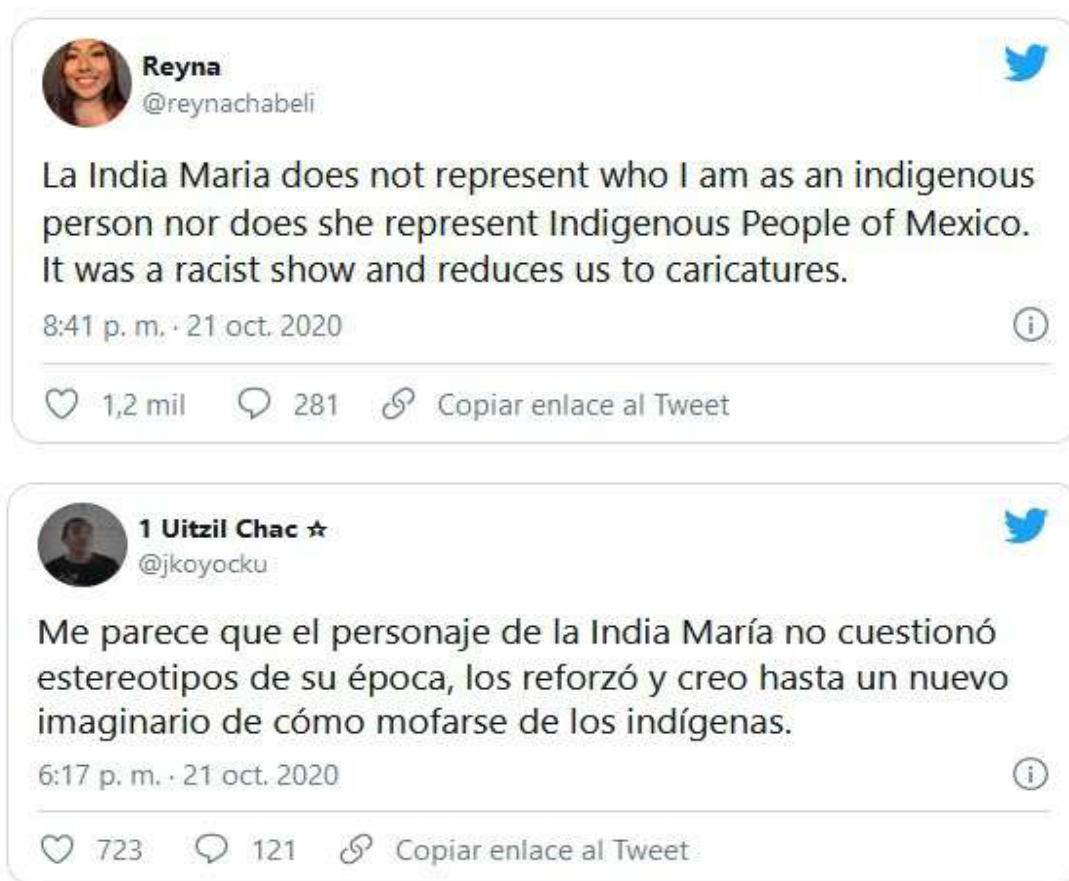 Reyna
@reynachabeli
La India Maria does not represent who I am as an indigenous
person nor does she represent Indigenous People of Mexico.
It was a racist show and reduces us to caricatures.
8:41 p. m. · 21 oct. 2020
1,2 mil 281 Copiar enlace al Tweet
1 Uitzil Chac ☆
@jkoyocku
Me parece que el personaje de la India María no cuestionó
estereotipos de su época, los reforzó y creo hasta un nuevo
imaginario de cómo mofarse de los indígenas.
6:17 p. m. · 21 oct. 2020
723 121 Copiar enlace al Tweet